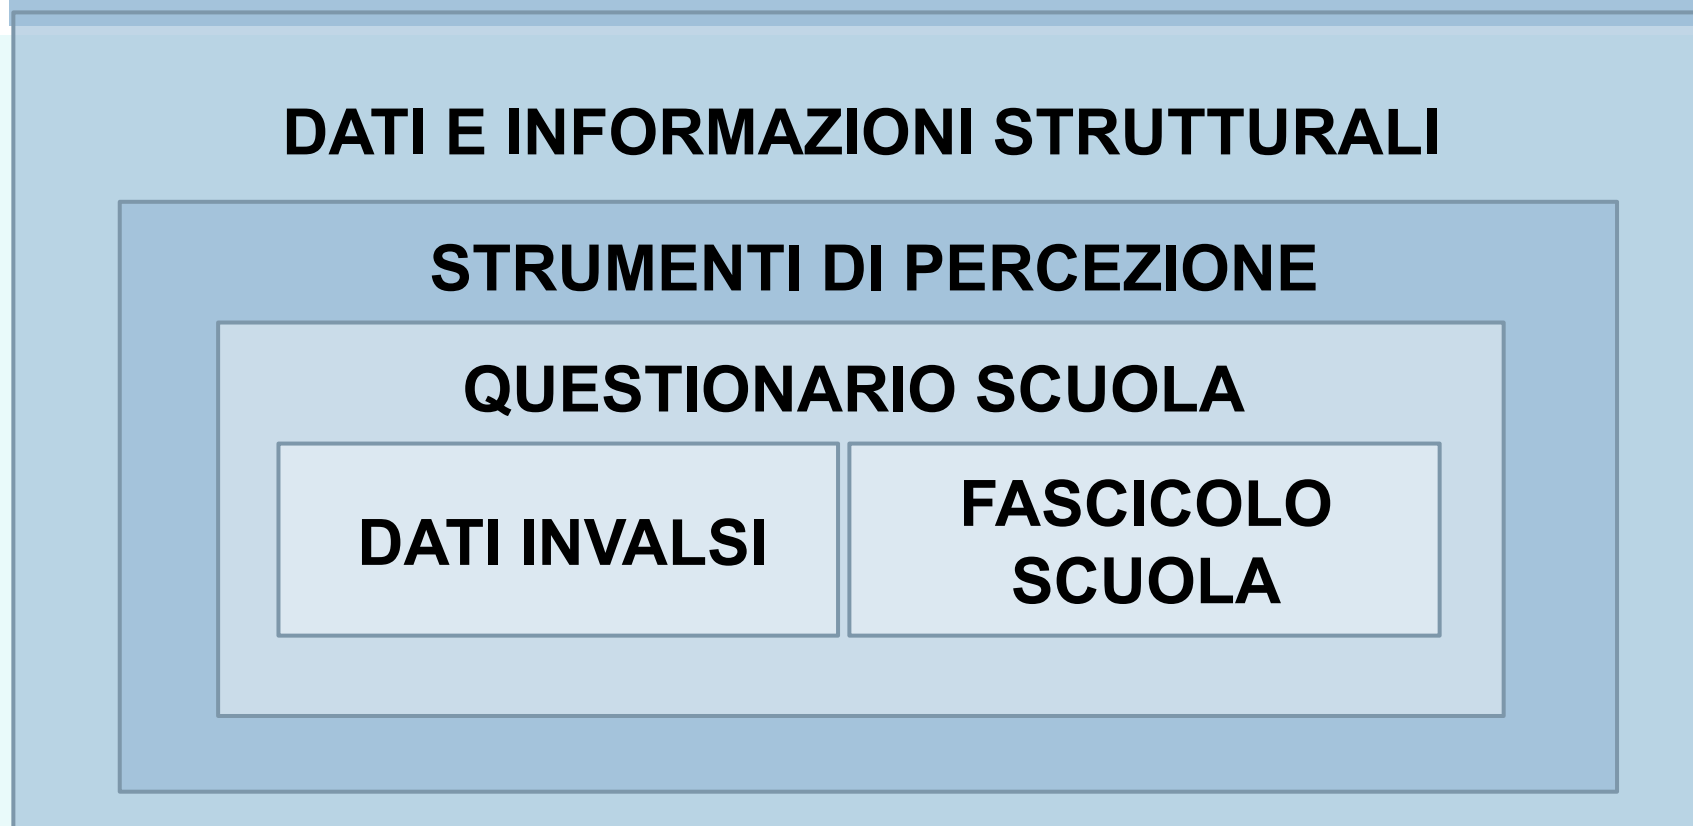 DATI E INFORMAZIONI STRUTTURALI
STRUMENTI DI PERCEZIONE
QUESTIONARIO SCUOLA
DATI INVALSI
FASCICOLO
SCUOLA